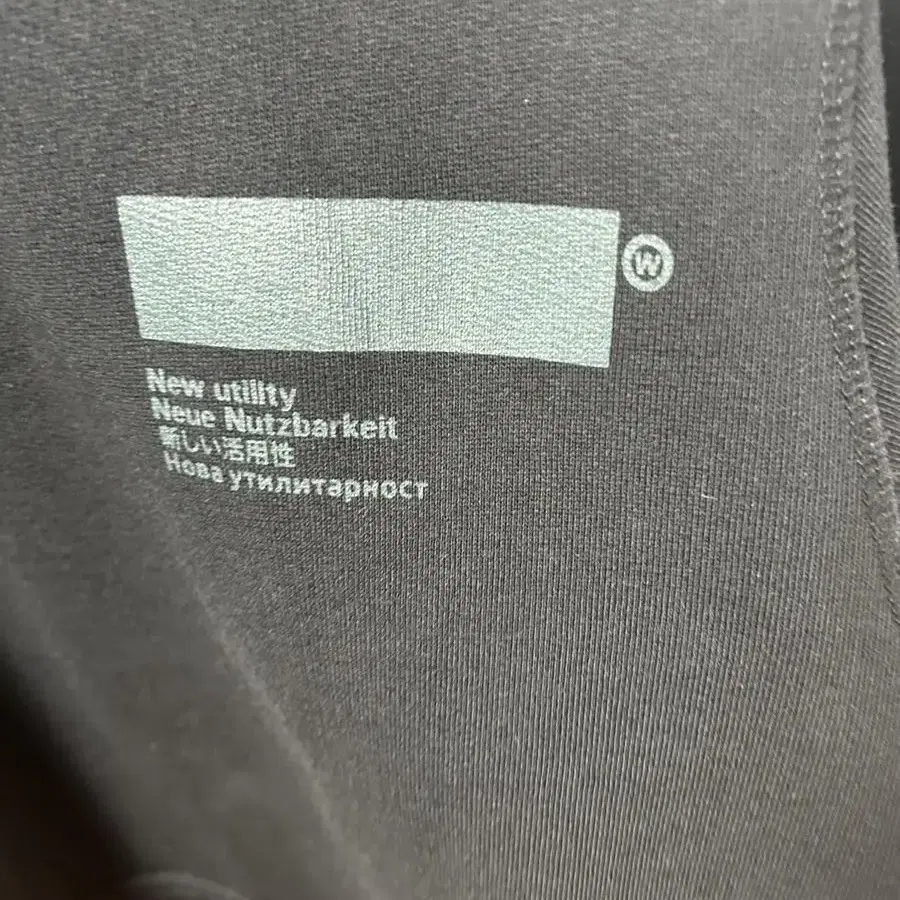 W
New utility
Neue Nutzbarkeit
新しい活用性
Нова утилитарност